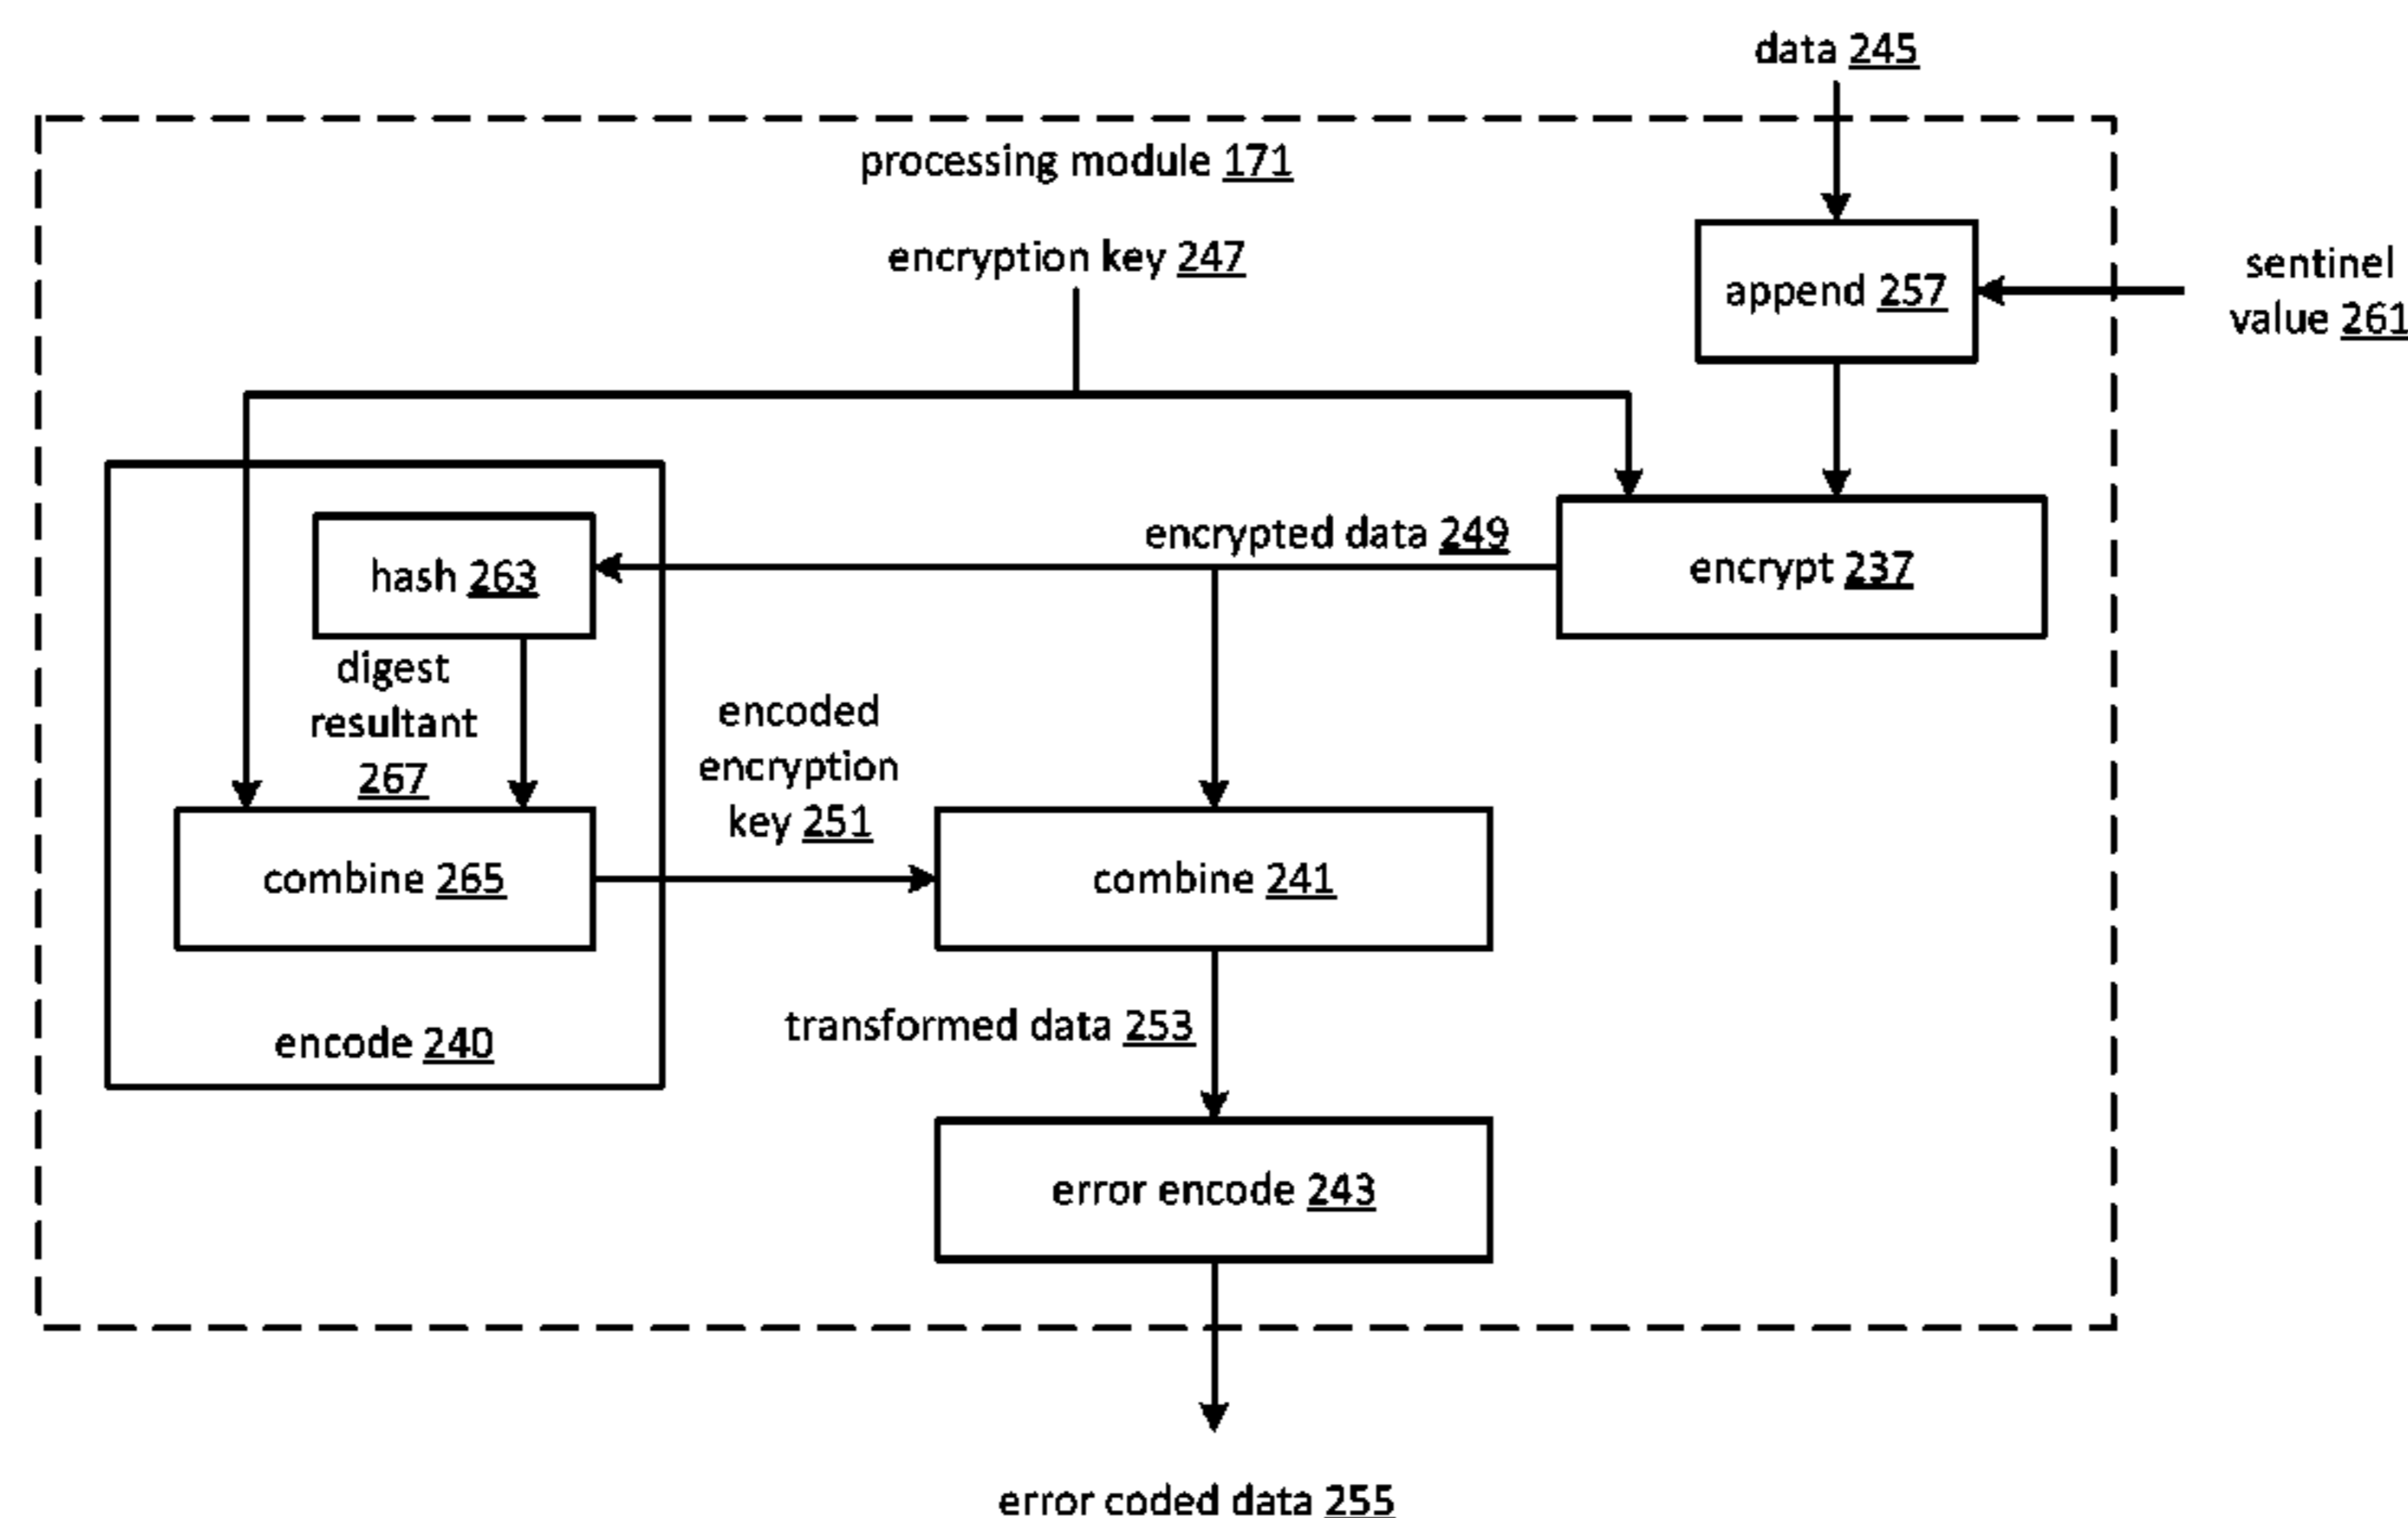 data 245
processing module 171
encryption key 247
append 257
sentinel
value 261
encrypted data 249
hash 263
encrypt 237
digest
resultant
267
encoded
encryption
key 251
combine 265
combine 241
transformed data 253
encode 240
error encode 243
error coded data 255